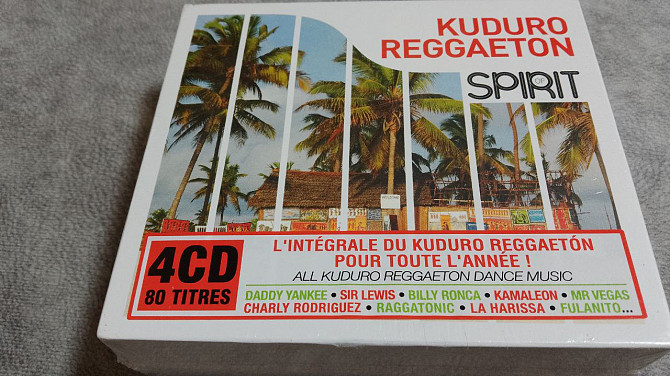 KUDURO
REGGAETON
SPIRIT
OF
4CD
80 TITRES
L'INTÉGRALE DU KUDURO REGGAETÓN
POUR TOUTE L'ANNÉE !
ALL KUDURO REGGAETON DANCE MUSIC
DADDY YANKEE • SIR LEWIS • BILLY RONCA • KAMALEON • MR VEGAS
CHARLY RODRIGUEZ • RAGGATONIC • LA HARISSA • FULANITO...